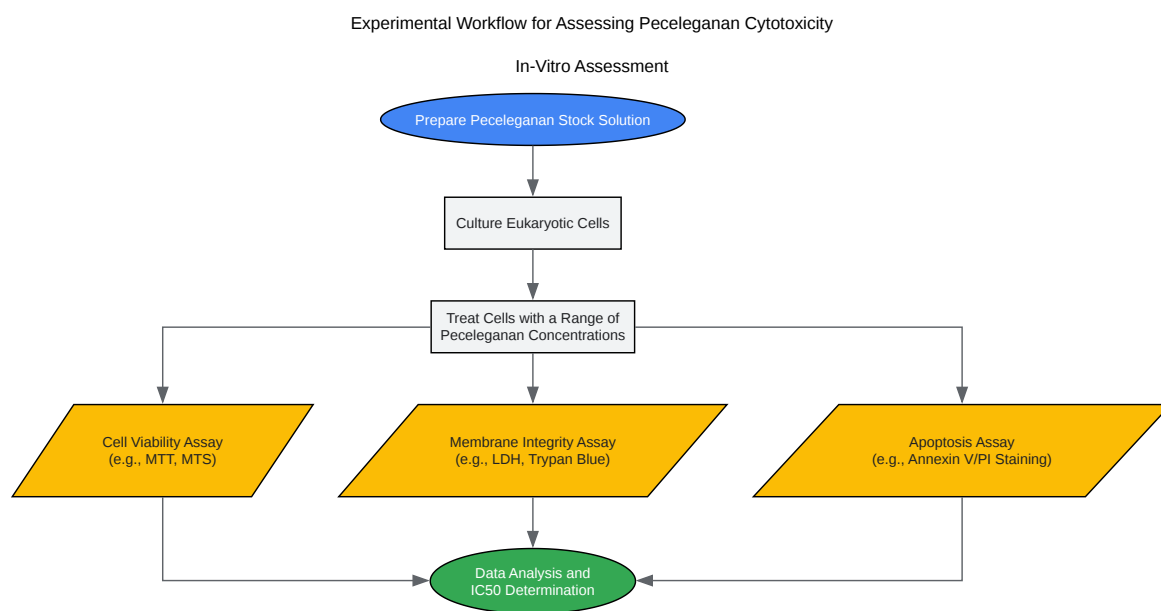 Experimental Workflow for Assessing Peceleganan Cytotoxicity
In-Vitro Assessment
Prepare Peceleganan Stock Solution
Culture Eukaryotic Cells
Treat Cells with a Range of
Peceleganan Concentrations
Cell Viability Assay
(e.g., MTT, MTS)
Membrane Integrity Assay
(e.g., LDH, Trypan Blue)
Apoptosis Assay
(e.g., Annexin V/PI Staining)
Data Analysis and
IC50 Determination